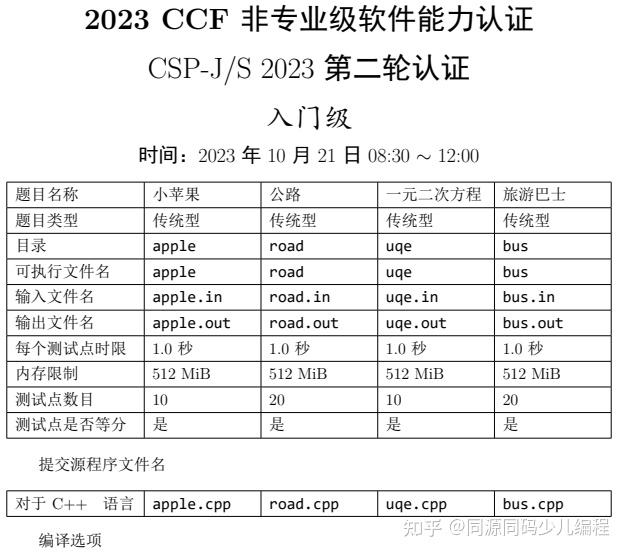 2023 CCF 非专业级软件能力认证
CSP-J/S 2023 第二轮认证
入门级
时间：2023 年 10 月 21 日 08:30 ∼ 12:00
题目名称 小苹果 公路 一元二次方程 旅游巴士
题目类型 传统型 传统型 传统型 传统型
目录 apple road uqe bus
可执行文件名 apple road uqe bus
输入文件名 apple.in road.in uqe.in bus.in
输出文件名 apple.out road.out uqe.out bus.out
每个测试点时限 1.0 秒 1.0 秒 1.0 秒 1.0 秒
内存限制 512 MiB 512 MiB 512 MiB 512 MiB
测试点数目 10 20 10 20
测试点是否等分 是 是 是 是
提交源程序文件名
对于 C++ 语言 apple.cpp road.cpp uqe.cpp bus.cpp
编译选项
知乎 @同源同码少儿编程